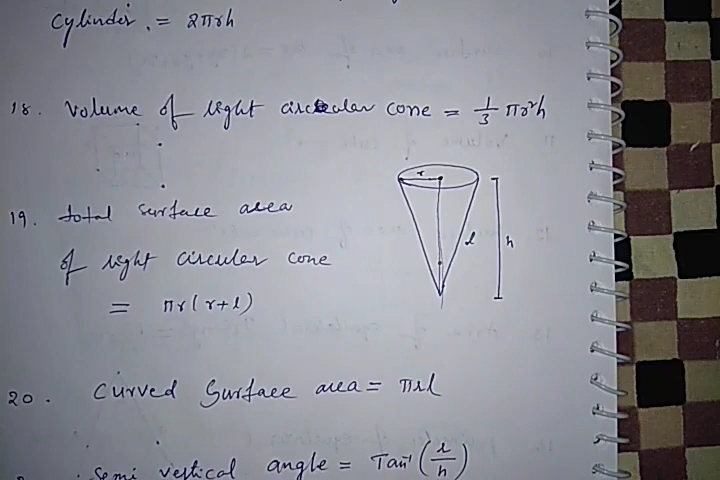 Cylinder. = 2πrh
18. Volume of right circular cone = 1/3 πr²h
19. total surface area
of right circular cone
= πr(r+l)
r
l
h
20. Curved Surface area = πrl
semi vertical angle = Tan⁻¹(r/h)